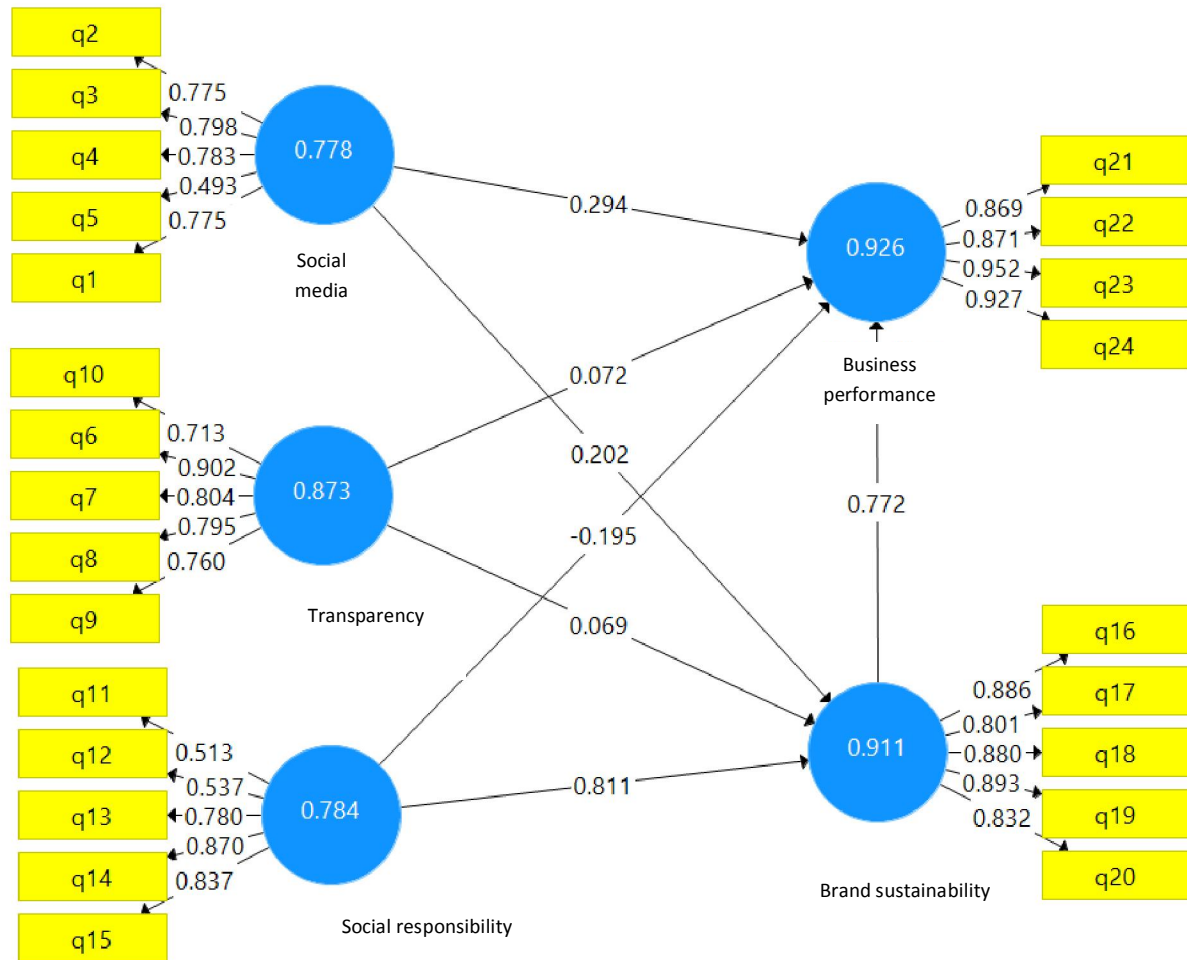 q2
q3
q4
q5
q1
0.775
0.798
0.783
0.493
0.775
0.778
Social
media
q10
q6
q7
q8
q9
0.713
0.902
0.804
0.795
0.760
0.873
Transparency
q11
q12
q13
q14
q15
0.513
0.537
0.780
0.870
0.837
0.784
Social responsibility
0.294
0.072
0.202
-0.195
0.069
0.811
0.772
0.926
Business
performance
0.869
0.871
0.952
0.927
q21
q22
q23
q24
0.911
Brand sustainability
0.886
0.801
0.880
0.893
0.832
q16
q17
q18
q19
q20